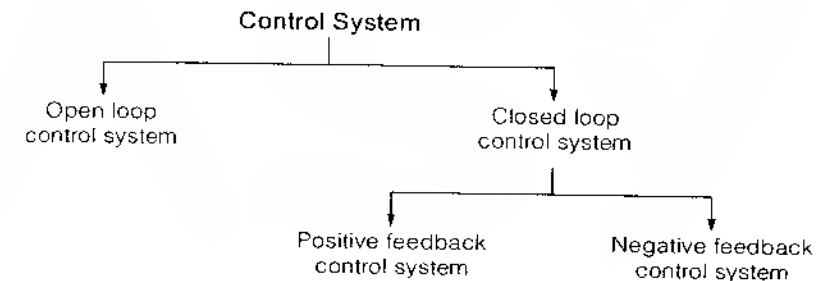 Control System
Open loop
control system
Closed loop
control system
Positive feedback
control system
Negative feedback
control system